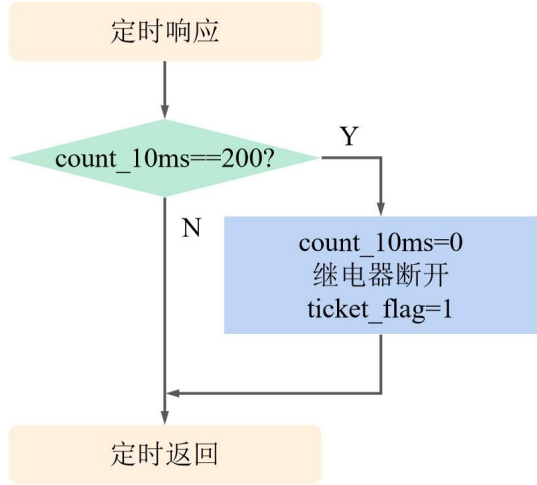 定时响应
count_10ms==200?
Y
N
count_10ms=0
继电器断开
ticket_flag=1
定时返回